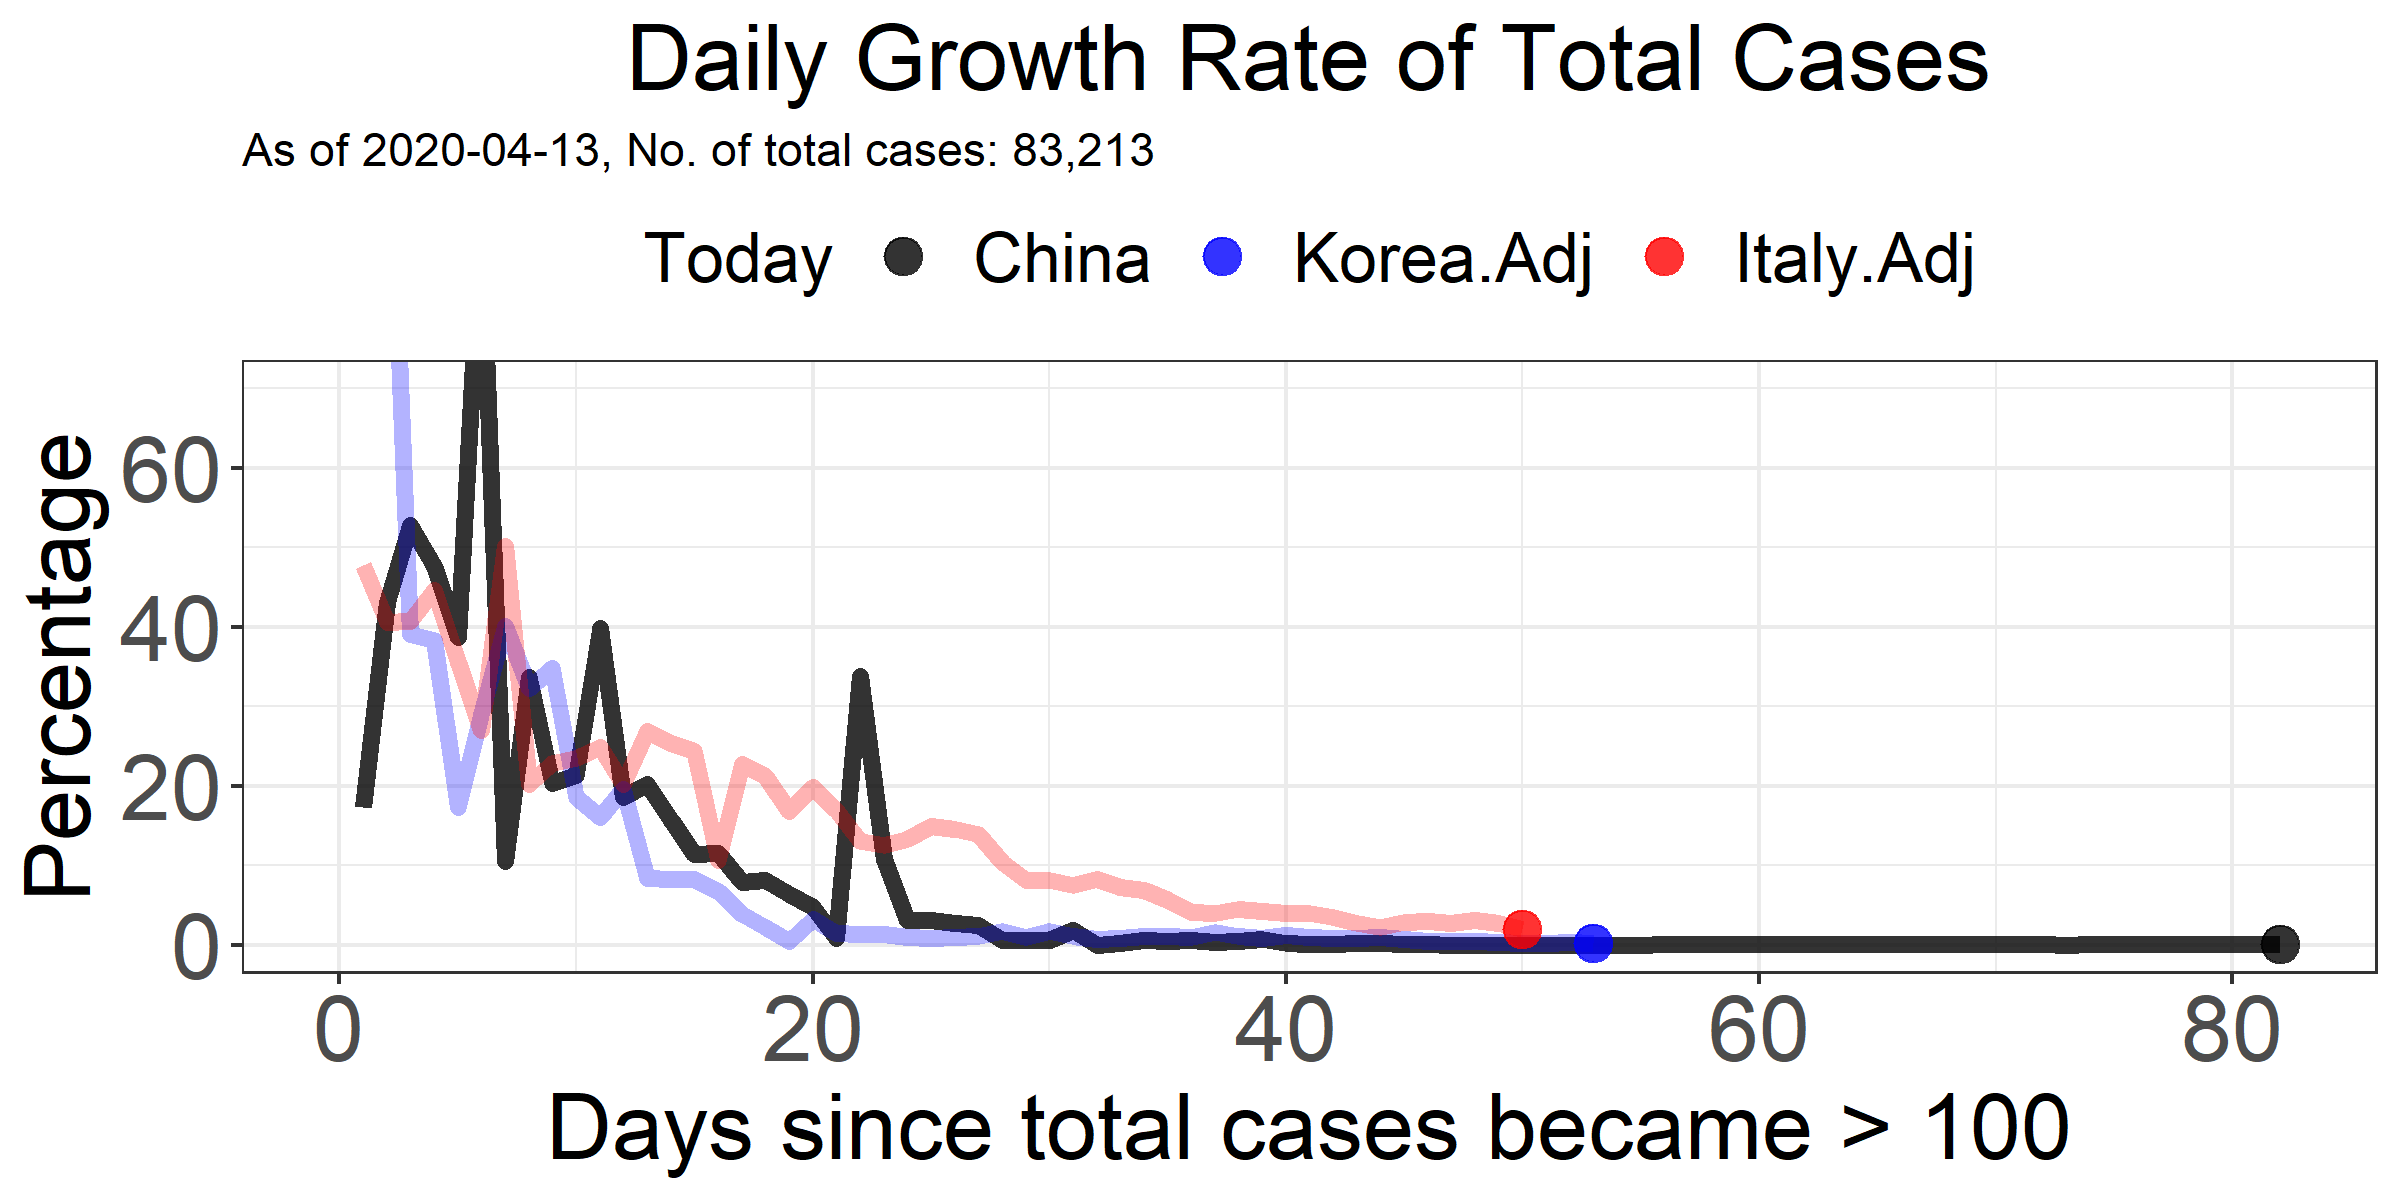 Daily Growth Rate of Total Cases
As of 2020-04-13, No. of total cases: 83,213
Today China Korea.Adj Italy.Adj
Percentage
60
40
20
0
0 20 40 60 80
Days since total cases became > 100